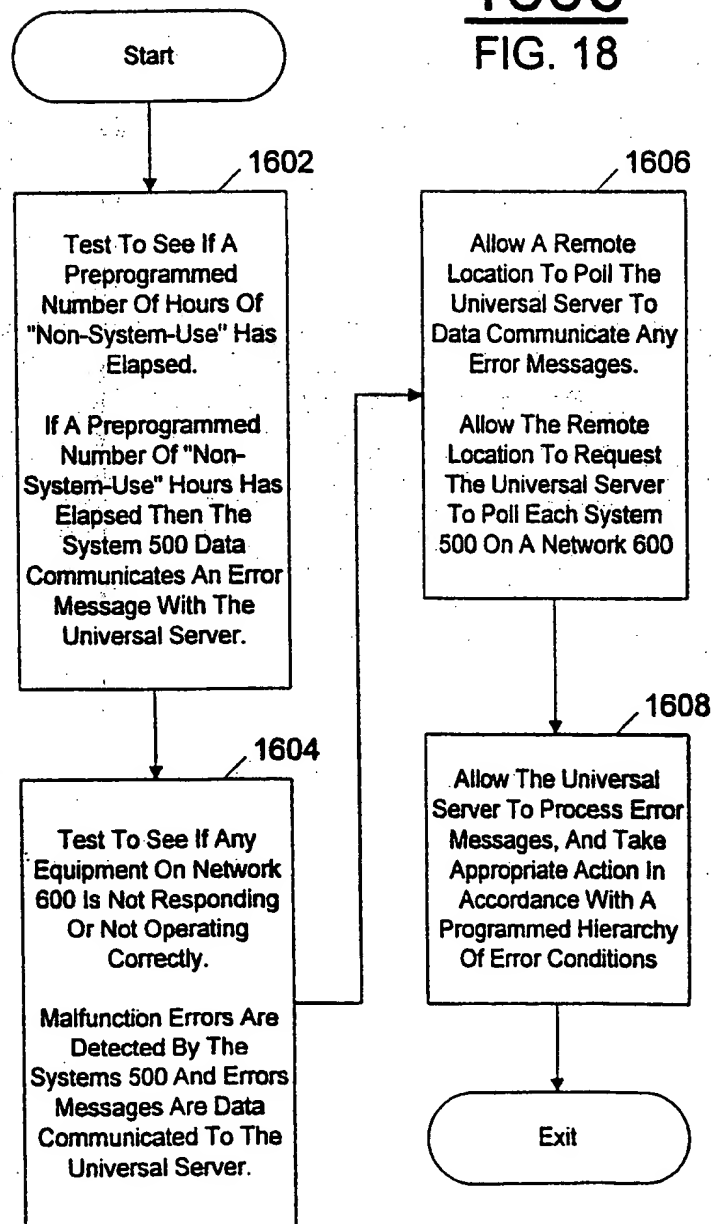 FIG. 18
Start
1602
Test To See If A
Preprogrammed
Number Of Hours Of
"Non-System-Use" Has
Elapsed.
If A Preprogrammed
Number Of "Non-
System-Use" Hours Has
Elapsed Then The
System 500 Data
Communicates An Error
Message With The
Universal Server.
1604
Test To See If Any
Equipment On Network
600 Is Not Responding
Or Not Operating
Correctly.
Malfunction Errors Are
Detected By The
Systems 500 And Errors
Messages Are Data
Communicated To The
Universal Server.
1606
Allow A Remote
Location To Poll The
Universal Server To
Data Communicate Any
Error Messages.
Allow The Remote
Location To Request
The Universal Server
To Poll Each System
500 On A Network 600
1608
Allow The Universal
Server To Process Error
Messages, And Take
Appropriate Action In
Accordance With A
Programmed Hierarchy
Of Error Conditions
Exit